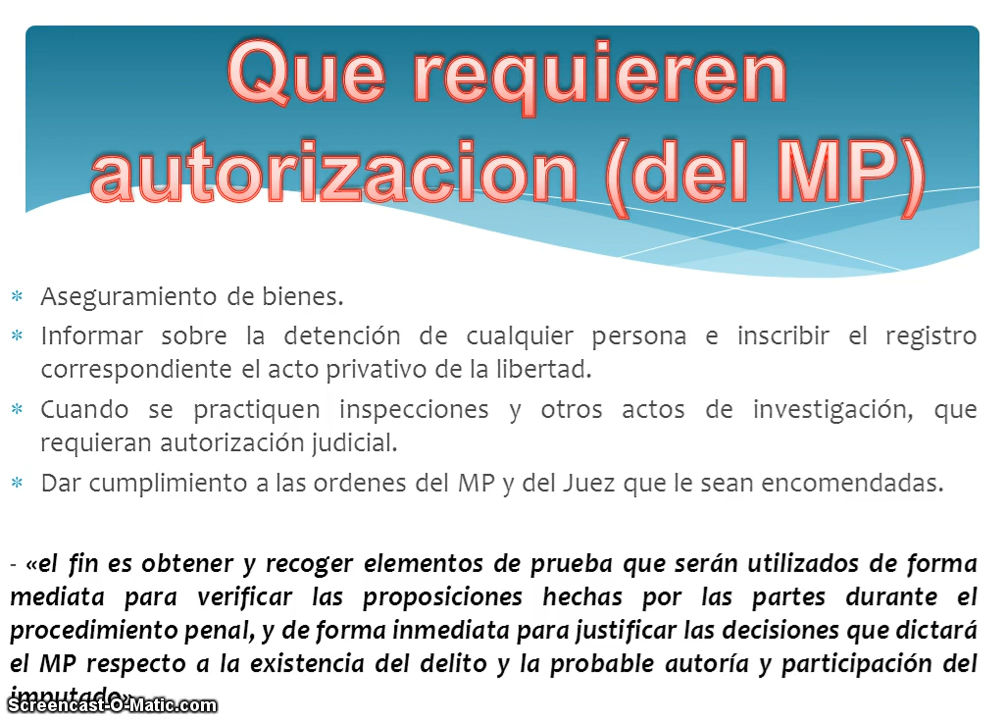 Que requieren
autorizacion (del MP)
* Aseguramiento de bienes.
* Informar sobre la detención de cualquier persona e inscribir el registro
correspondiente el acto privativo de la libertad.
* Cuando se practiquen inspecciones y otros actos de investigación, que
requieran autorización judicial.
* Dar cumplimiento a las ordenes del MP y del Juez que le sean encomendadas.
- «el fin es obtener y recoger elementos de prueba que serán utilizados de forma
mediata para verificar las proposiciones hechas por las partes durante el
procedimiento penal, y de forma inmediata para justificar las decisiones que dictará
el MP respecto a la existencia del delito y la probable autoría y participación del
imputado»
Screencast-O-Matic.com